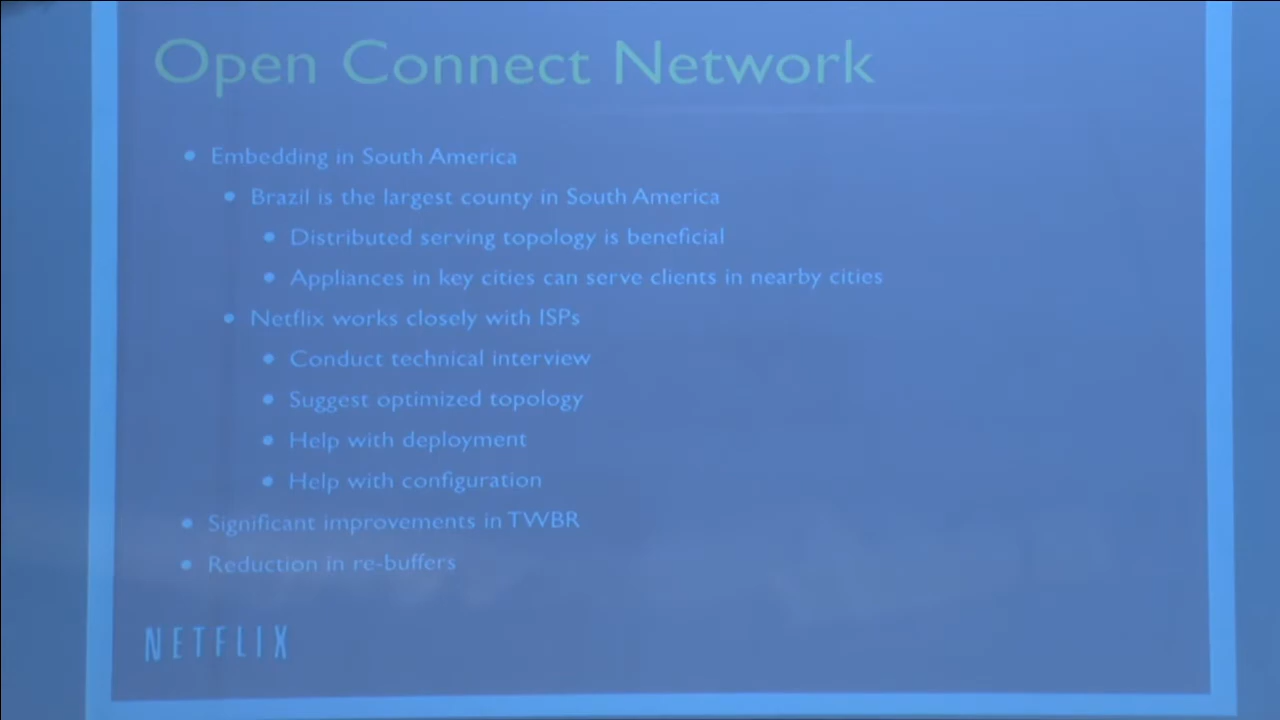 Open Connect Network
• Embedding in South America
• Brazil is the largest county in South America
• Distributed serving topology is beneficial
• Appliances in key cities can serve clients in nearby cities
• Netflix works closely with ISPs
• Conduct technical interview
• Suggest optimized topology
• Help with deployment
• Help with configuration
• Significant improvements in TWBR
• Reduction in re-buffers
NETFLIX